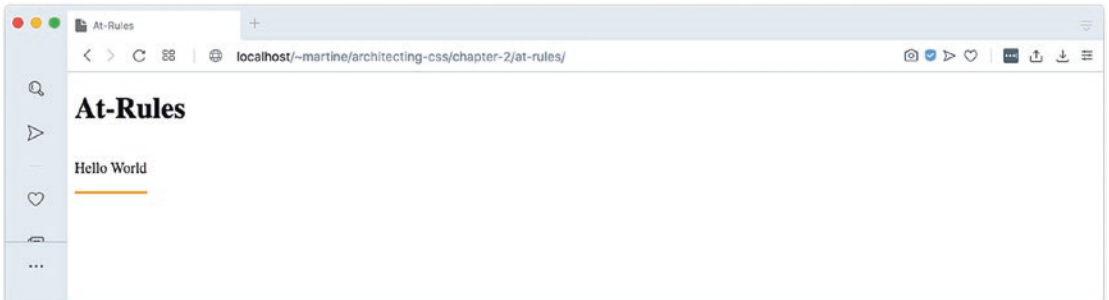 At-Rules
localhost/~martine/architecting-css/chapter-2/at-rules/
At-Rules
Hello World